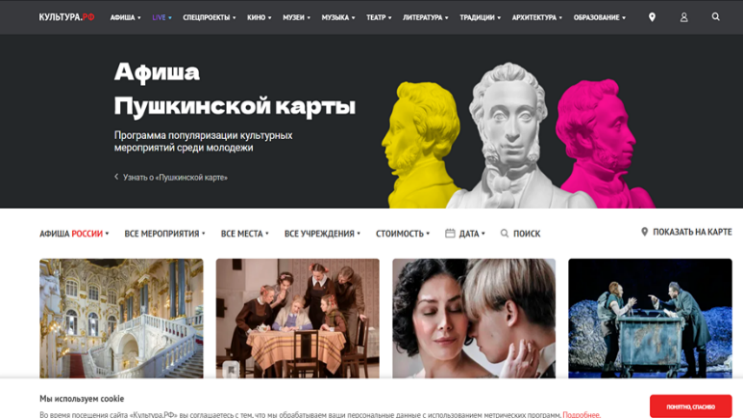 КУЛЬТУРА.РФ АФИША LIVE СПЕЦПРОЕКТЫ КИНО МУЗЕИ МУЗЫКА ТЕАТР ЛИТЕРАТУРА ТРАДИЦИИ АРХИТЕКТУРА ОБРАЗОВАНИЕ
Афиша
Пушкинской карты
Программа популяризации культурных
мероприятий среди молодежи
Узнать о «Пушкинской карте»
АФИША РОССИИ ВСЕ МЕРОПРИЯТИЯ ВСЕ МЕСТА ВСЕ УЧРЕЖДЕНИЯ СТОИМОСТЬ ДАТА ПОИСК ПОКАЗАТЬ НА КАРТЕ
Мы используем cookie
Во время посещения сайта «Культура.РФ» вы соглашаетесь с тем, что мы обрабатываем ваши персональные данные с использованием метрических программ. Подробнее.
ПОНЯТНО, СПАСИБО